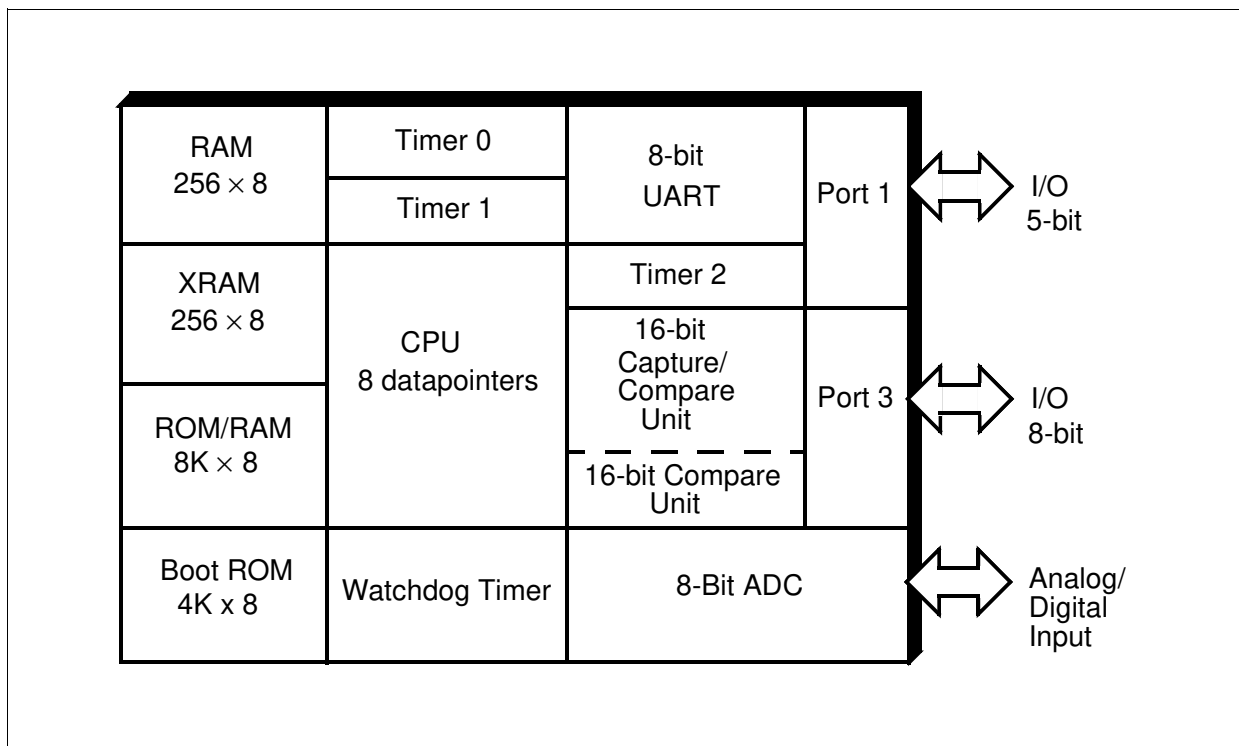 RAM
256 × 8
Timer 0
Timer 1
8-bit
UART
Port 1
I/O
5-bit
XRAM
256 × 8
CPU
8 datapointers
Timer 2
16-bit
Capture/
Compare
Unit
Port 3
I/O
8-bit
ROM/RAM
8K × 8
16-bit Compare
Unit
Boot ROM
4K x 8
Watchdog Timer
8-Bit ADC
Analog/
Digital
Input